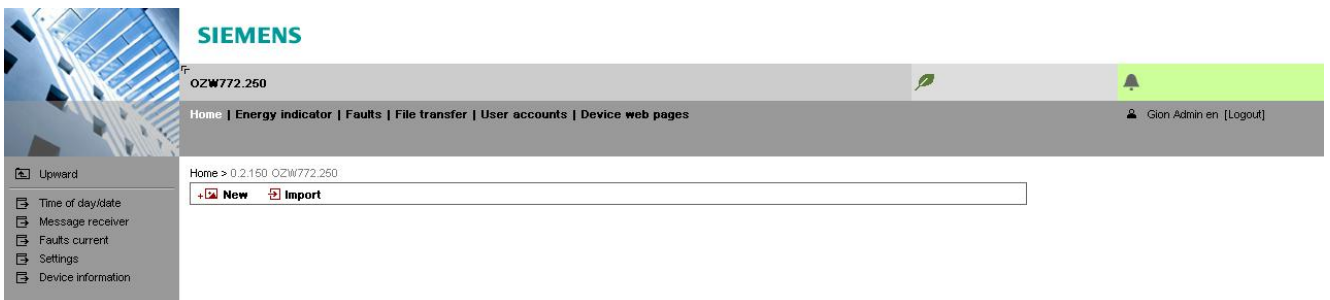 SIEMENS
OZW772.250
Home | Energy indicator | Faults | File transfer | User accounts | Device web pages
Gion Admin en [Logout]
Upward
Home > 0.2.150 OZW772.250
New Import
Time of day/date
Message receiver
Faults current
Settings
Device information